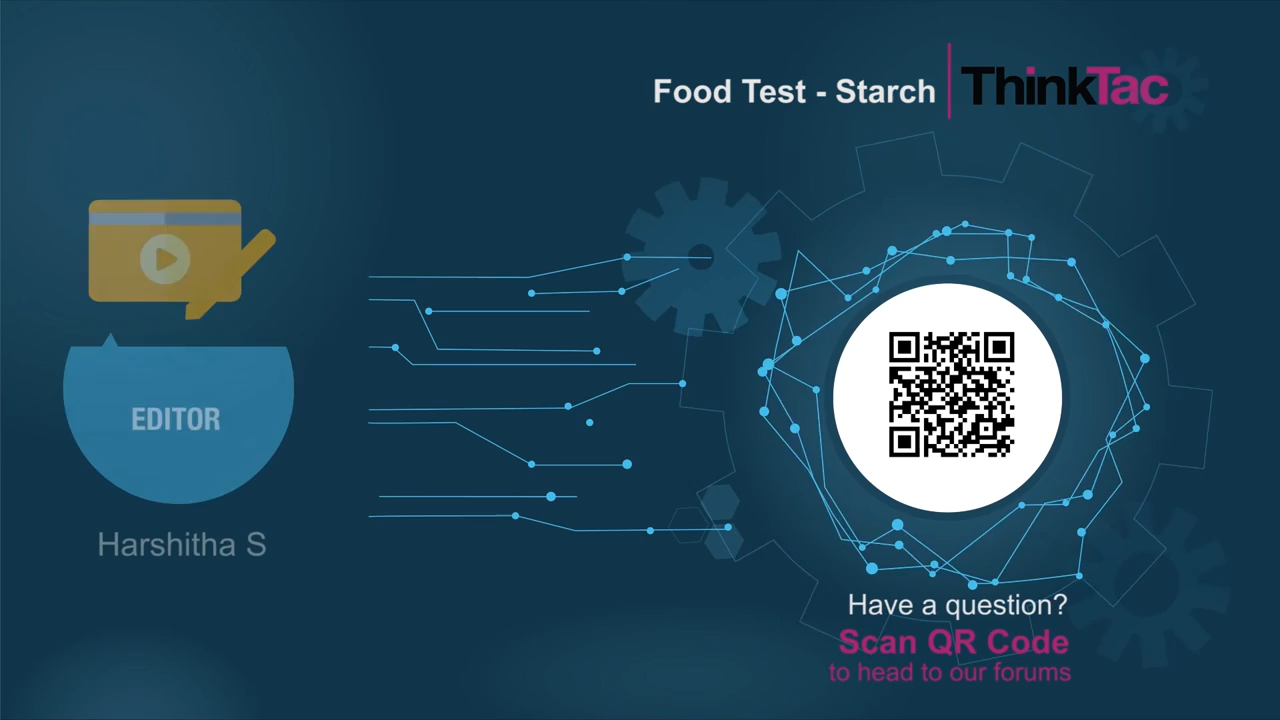 Food Test - Starch
ThinkTac
EDITOR
Harshitha S
Have a question?
Scan QR Code
to head to our forums